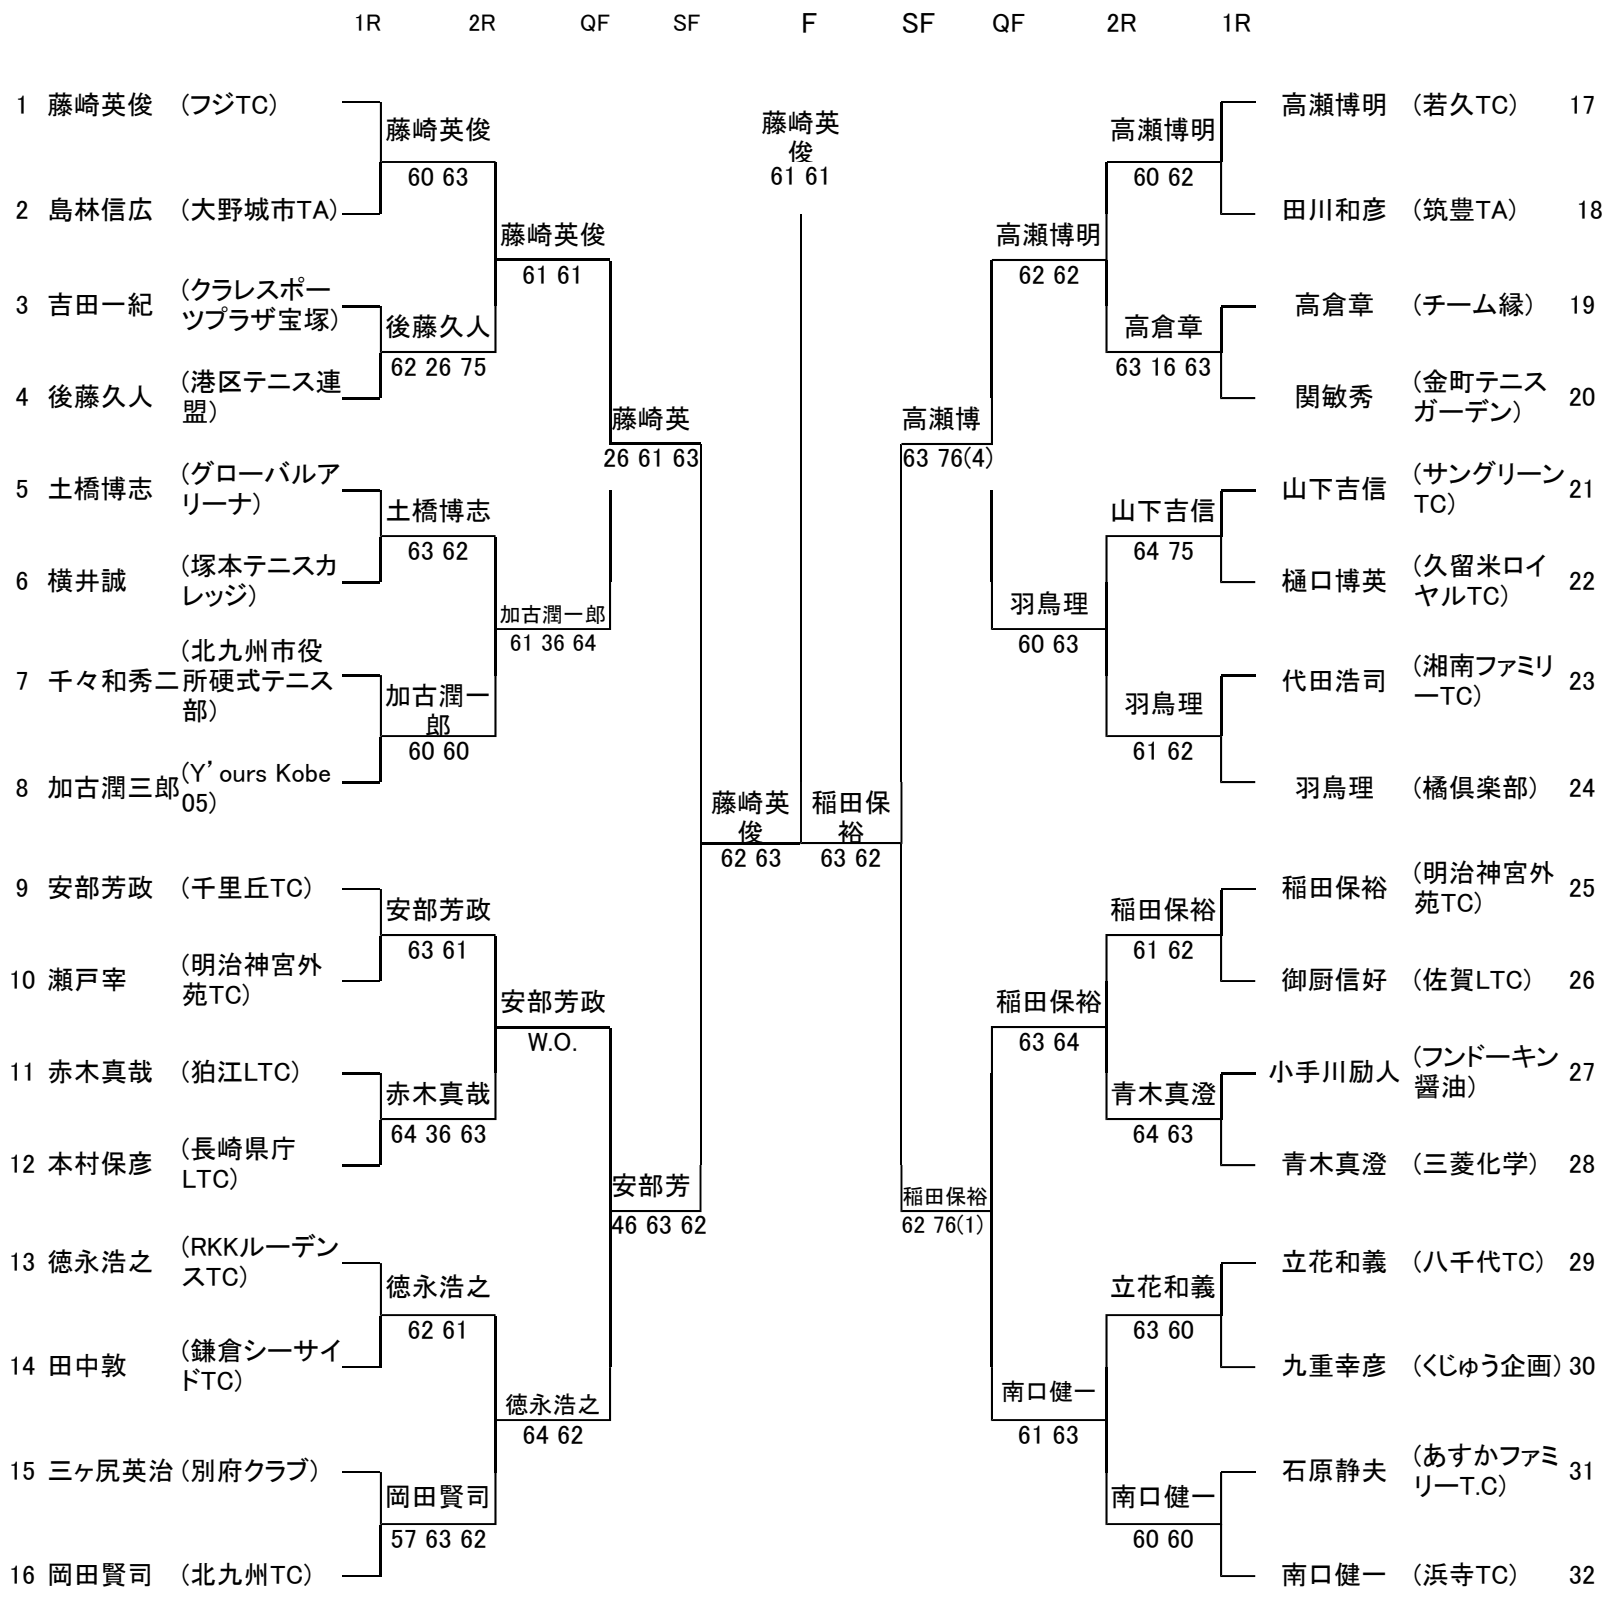 1R 2R QF SF F SF QF 2R 1R
1 藤崎英俊 (フジTC)
2 島林信広 (大野城市TA)
3 吉田一紀 (クラレスポー
ツプラザ宝塚)
4 後藤久人 (港区テニス連
盟)
5 土橋博志 (グローバルア
リーナ)
6 横井誠 (塚本テニスカ
レッジ)
7 千々和秀二 (北九州市役
所硬式テニス
部)
8 加古潤三郎 (Y’ours Kobe
05)
9 安部芳政 (千里丘TC)
10 瀬戸宰 (明治神宮外
苑TC)
11 赤木真哉 (狛江LTC)
12 本村保彦 (長崎県庁
LTC)
13 徳永浩之 (RKKルーデン
スTC)
14 田中敦 (鎌倉シーサイ
ドTC)
15 三ヶ尻英治 (別府クラブ)
16 岡田賢司 (北九州TC)
藤崎英俊
60 63
後藤久人
62 26 75
土橋博志
63 62
加古潤一
郎
60 60
安部芳政
63 61
赤木真哉
64 36 63
徳永浩之
62 61
岡田賢司
57 63 62
藤崎英俊
61 61
加古潤一郎
61 36 64
安部芳政
W.O.
徳永浩之
64 62
藤崎英
26 61 63
安部芳
46 63 62
藤崎英
俊
62 63
藤崎英
俊
61 61
稲田保
裕
63 62
高瀬博
63 76(4)
稲田保裕
62 76(1)
高瀬博明
62 62
羽鳥理
60 63
稲田保裕
63 64
南口健一
61 63
高瀬博明
60 62
高倉章
63 16 63
山下吉信
64 75
羽鳥理
61 62
稲田保裕
61 62
青木真澄
64 63
立花和義
63 60
南口健一
60 60
高瀬博明 (若久TC) 17
田川和彦 (筑豊TA) 18
高倉章 (チーム縁) 19
関敏秀 (金町テニス
ガーデン) 20
山下吉信 (サングリーン
TC) 21
樋口博英 (久留米ロイ
ヤルTC) 22
代田浩司 (湘南ファミリ
ーTC) 23
羽鳥理 (橘倶楽部) 24
稲田保裕 (明治神宮外
苑TC) 25
御厨信好 (佐賀LTC) 26
小手川励人 (フンドーキン
醤油) 27
青木真澄 (三菱化学) 28
立花和義 (八千代TC) 29
九重幸彦 (くじゅう企画) 30
石原静夫 (あすかファミ
リーT.C) 31
南口健一 (浜寺TC) 32